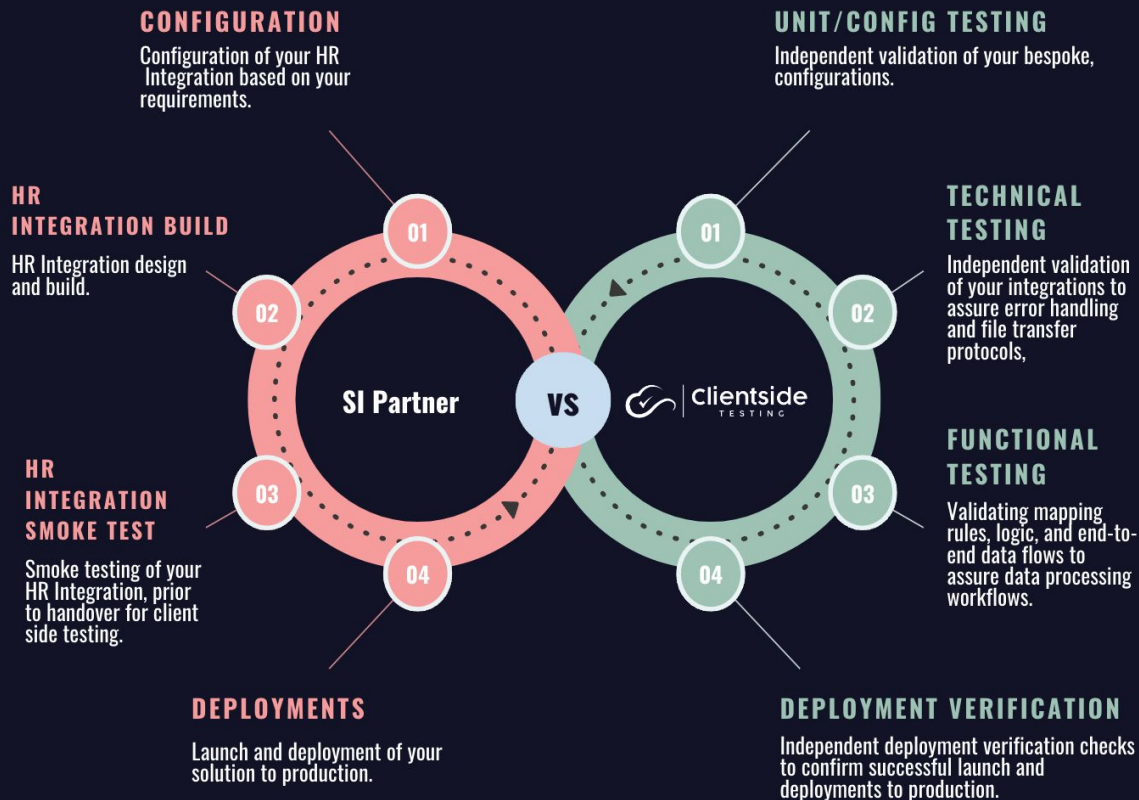 CONFIGURATION
Configuration of your HR
Integration based on your
requirements.
HR
INTEGRATION BUILD
HR Integration design
and build.
HR
INTEGRATION
SMOKE TEST
Smoke testing of your
HR Integration, prior
to handover for client
side testing.
DEPLOYMENTS
Launch and deployment of your
solution to production.
01
02
03
04
SI Partner
VS
Clientside
TESTING
01
02
03
04
UNIT/CONFIG TESTING
Independent validation of your bespoke,
configurations.
TECHNICAL
TESTING
Independent validation
of your integrations to
assure error handling
and file transfer
protocols,
FUNCTIONAL
TESTING
Validating mapping
rules, logic, and end-to-
end data flows to
assure data processing
workflows.
DEPLOYMENT VERIFICATION
Independent deployment verification checks
to confirm successful launch and
deployments to production.